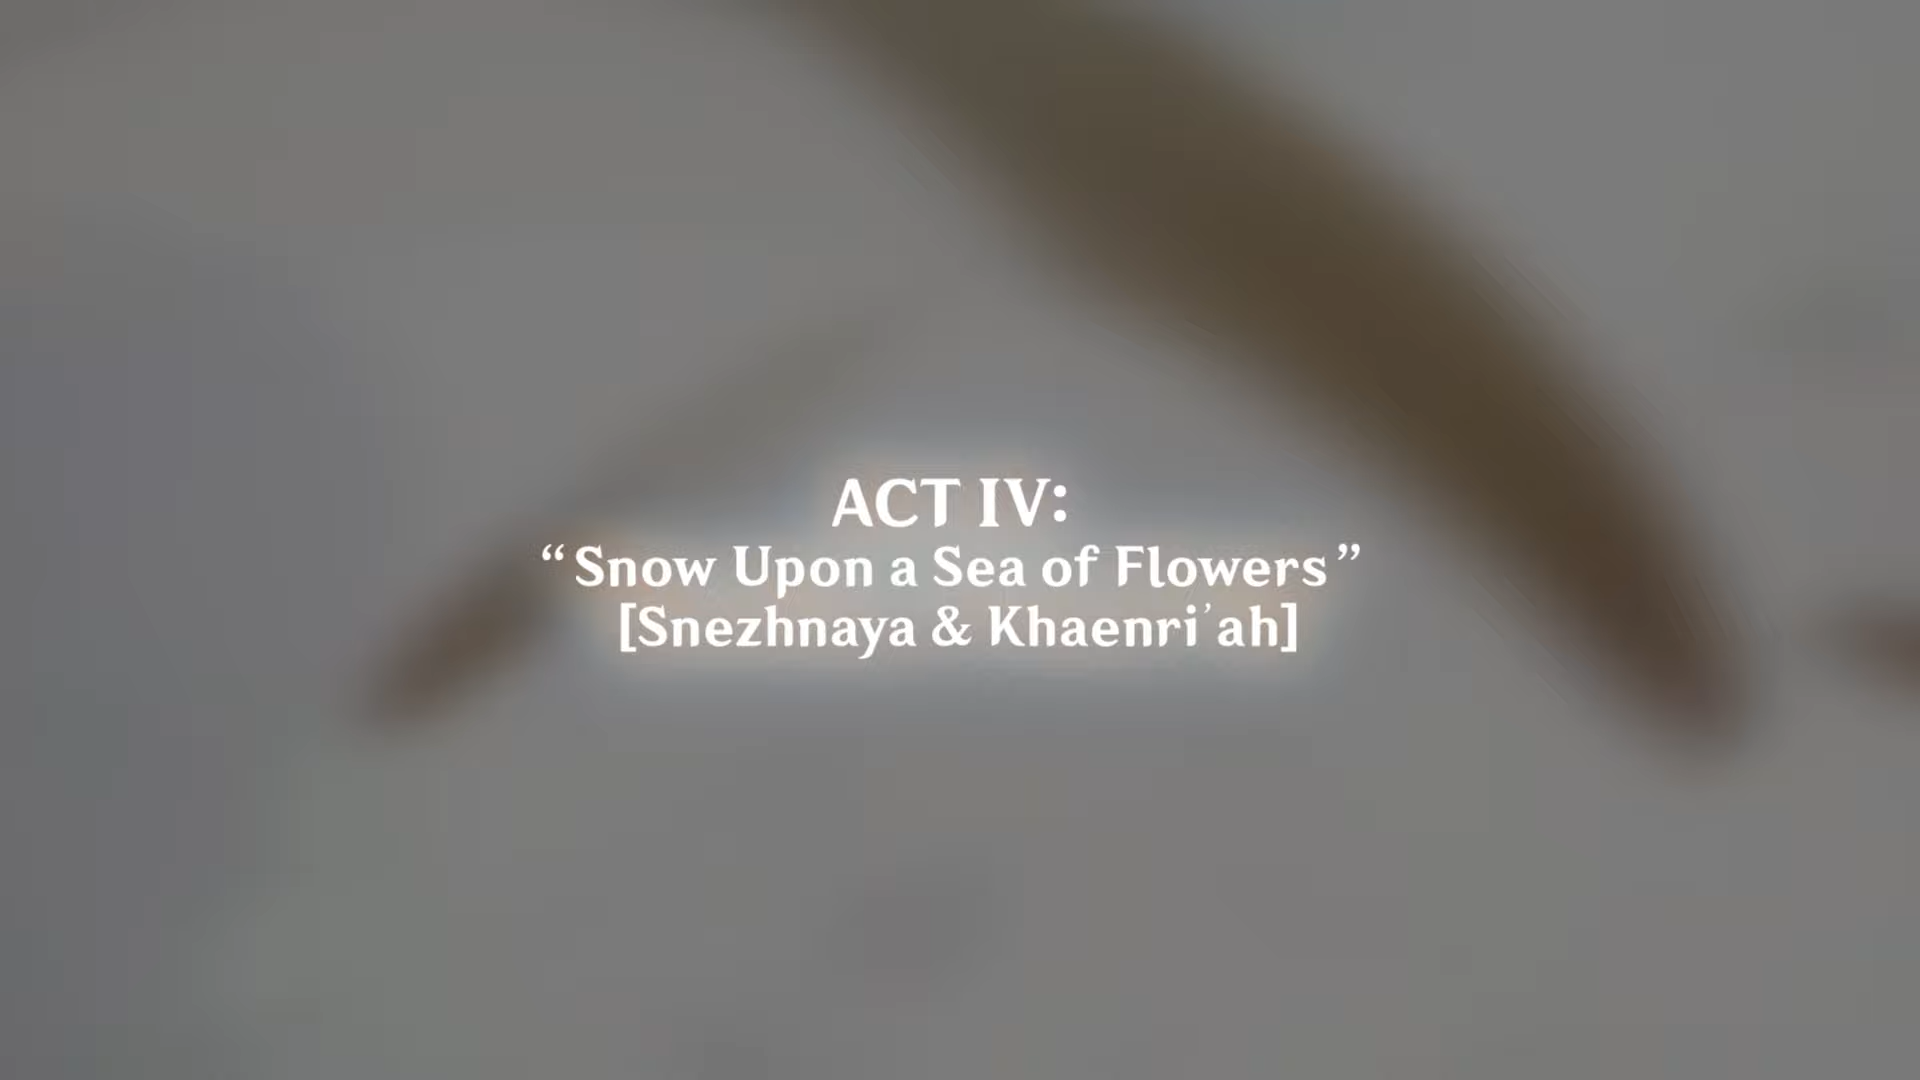 ACT IV:
“Snow Upon a Sea of Flowers”
[Snezhnaya & Khaenri’ah]